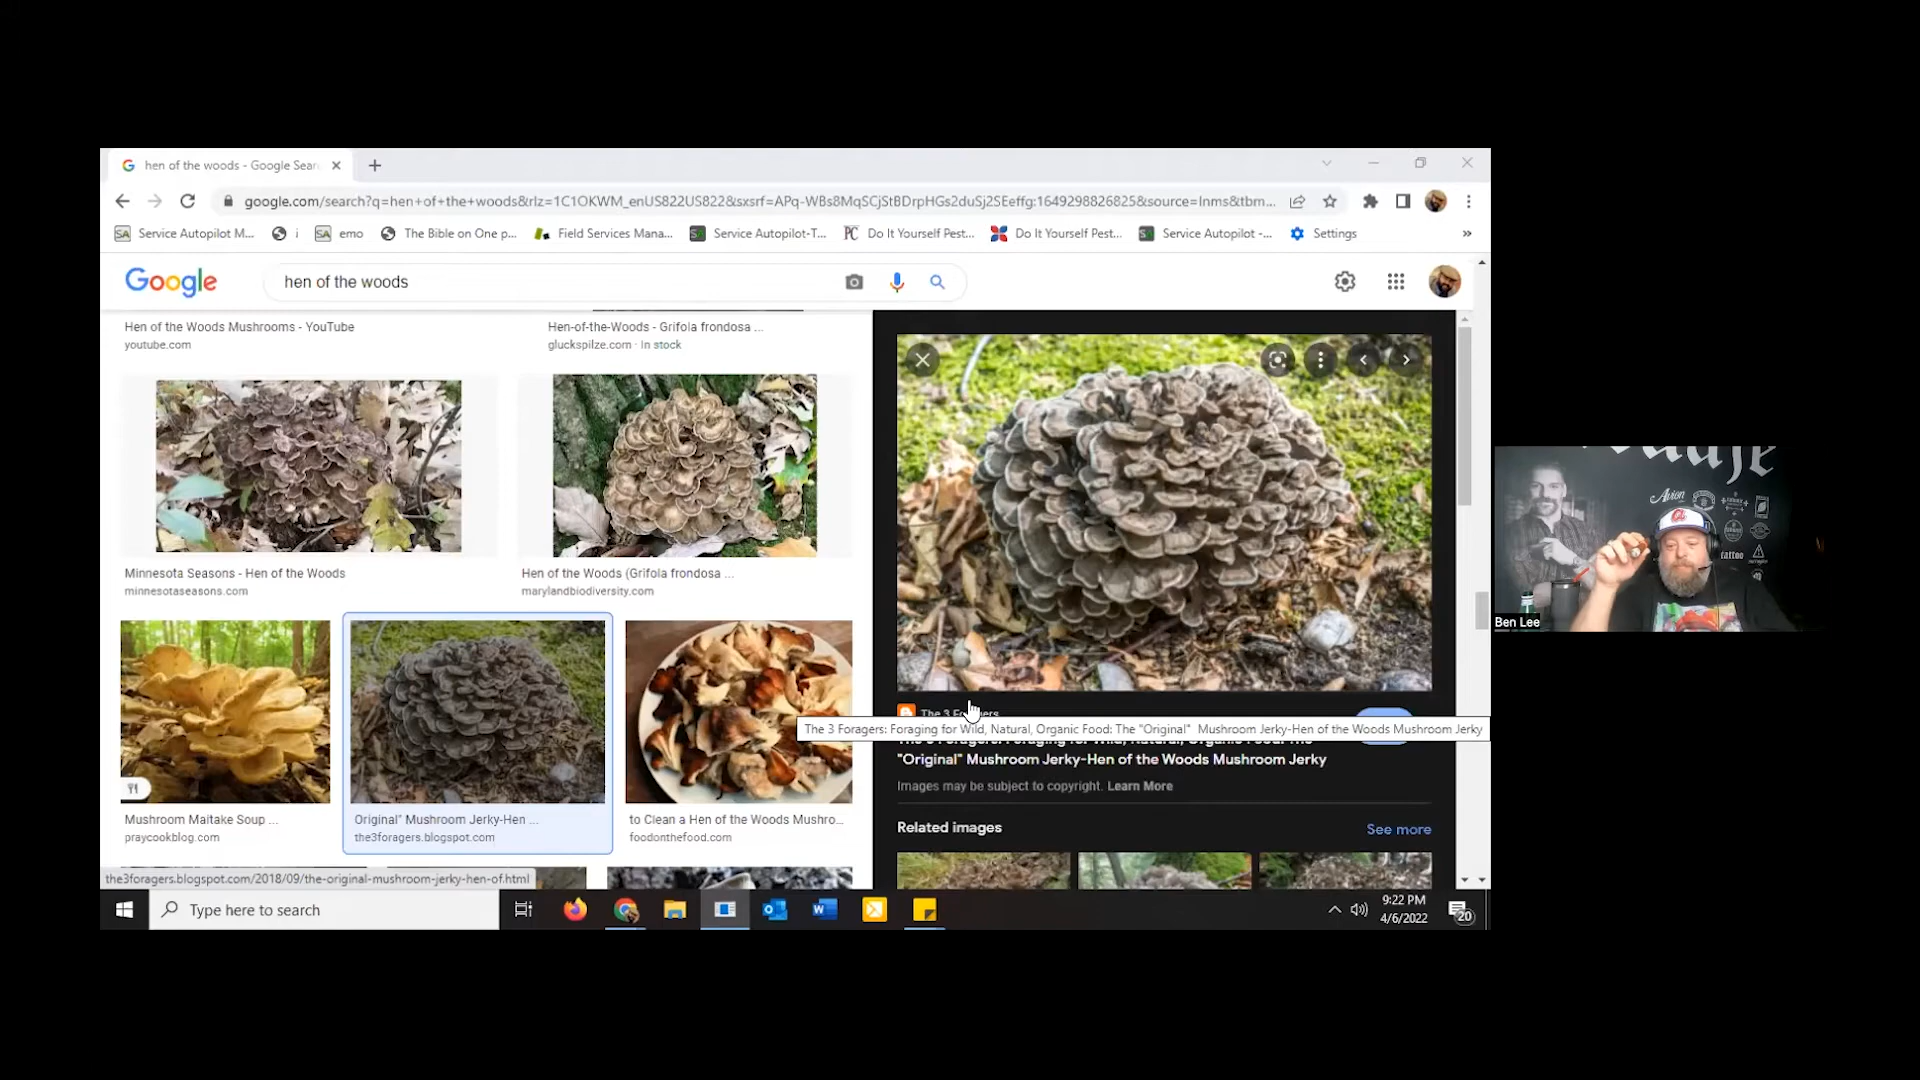 hen of the woods - Google Sear
google.com/search?q=hen+of+the+woods&rlz=1C1OKWM_enUS822US822&sxsrf=APq-WBs8MqSCjStBDrpHGs2duSj2SEeffg:1649298826825&source=lnms&tbm...
Service Autopilot M... i emo The Bible on One p... Field Services Mana... Service Autopilot-T... Do It Yourself Pest... Do It Yourself Pest... Service Autopilot -... Settings »
Google hen of the woods
Hen of the Woods Mushrooms - YouTube
youtube.com
Hen-of-the-Woods - Grifola frondosa ...
gluckspilze.com · In stock
Minnesota Seasons - Hen of the Woods
minnesotaseasons.com
Hen of the Woods (Grifola frondosa ...
marylandbiodiversity.com
Mushroom Maitake Soup ...
praycookblog.com
Original" Mushroom Jerky-Hen ...
the3foragers.blogspot.com
to Clean a Hen of the Woods Mushro...
foodonthefood.com
The 3 Foragers
The 3 Foragers: Foraging for Wild, Natural, Organic Food: The "Original" Mushroom Jerky-Hen of the Woods Mushroom Jerky
"Original" Mushroom Jerky-Hen of the Woods Mushroom Jerky
Images may be subject to copyright. Learn More
Related images See more
the3foragers.blogspot.com/2018/09/the-original-mushroom-jerky-hen-of.html
Type here to search
9:22 PM
4/6/2022
20
Avion
tattoo
Ben Lee